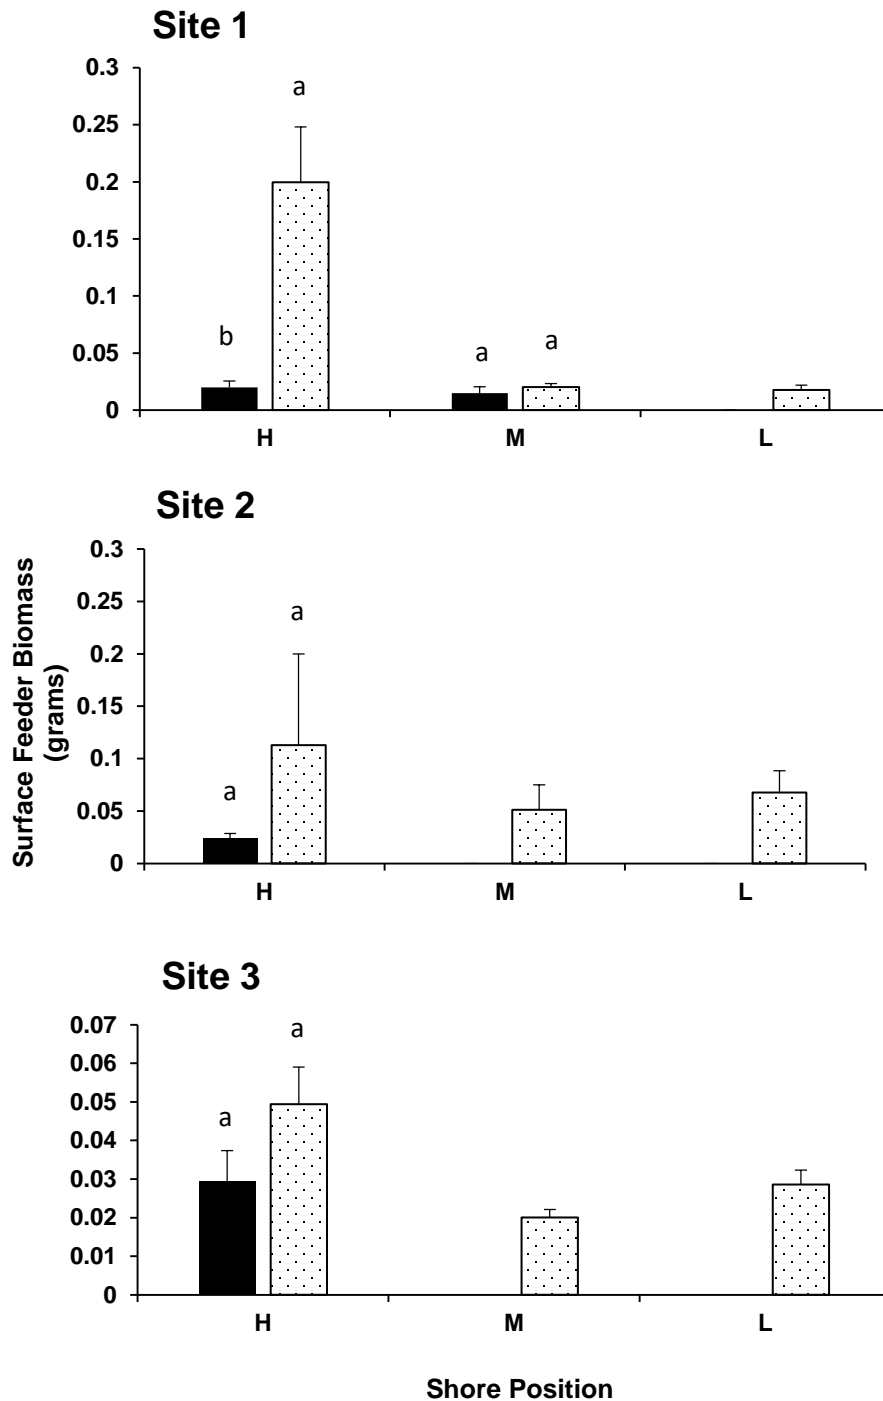 Site 1
0.3
a
0.25
0.2
0.15
0.1
b
a
a
0.05
0
H M L
Site 2
Surface Feeder Biomass
(grams)
0.3
0.25
a
0.2
0.15
0.1
a
0.05
0
H M L
Site 3
0.07
a
0.06
0.05
a
0.04
0.03
0.02
0.01
0
H M L
Shore Position